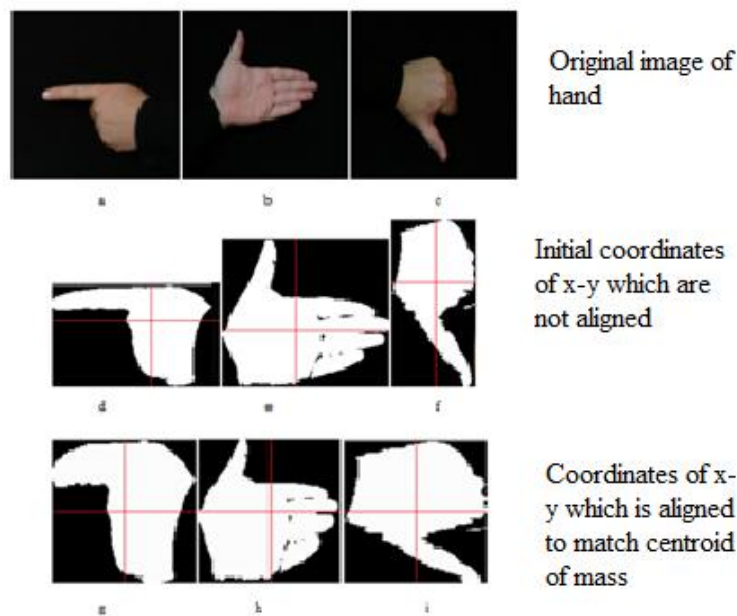 Original image of
hand
a
b
c
Initial coordinates
of x-y which are
not aligned
d
e
f
Coordinates of x-
y which is aligned
to match centroid
of mass
g
h
i